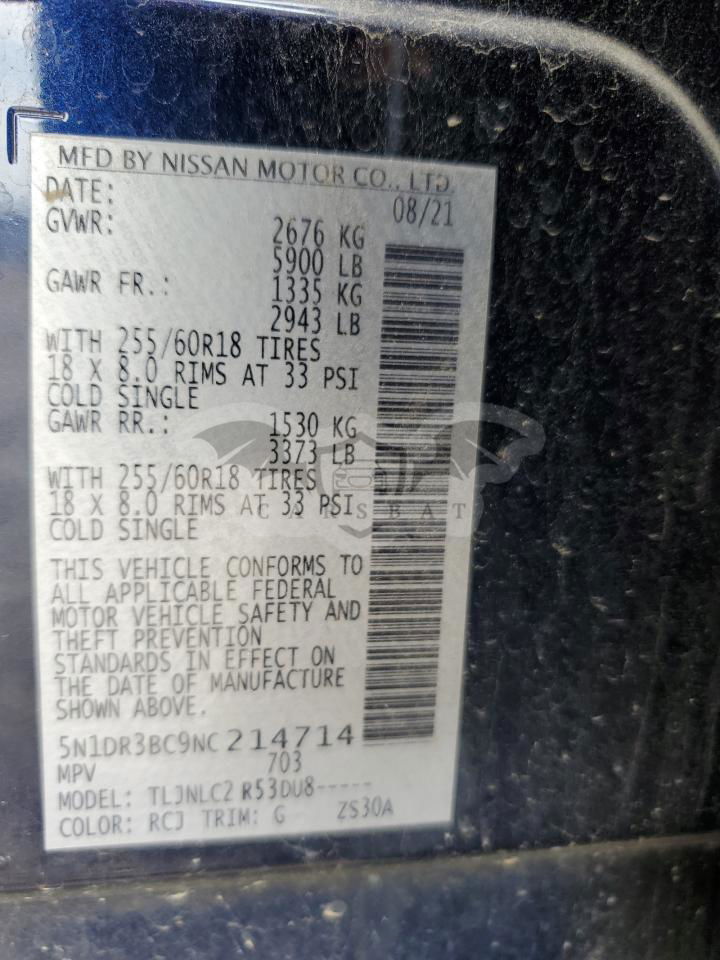 MFD BY NISSAN MOTOR CO., LTD.
DATE: 08/21
GVWR: 2676 KG
5900 LB
GAWR FR.: 1335 KG
2943 LB
WITH 255/60R18 TIRES
18 X 8.0 RIMS AT 33 PSI
COLD SINGLE
GAWR RR.: 1530 KG
3373 LB
WITH 255/60R18 TIRES
18 X 8.0 RIMS AT 33 PSI
COLD SINGLE
CARSBAT
THIS VEHICLE CONFORMS TO
ALL APPLICABLE FEDERAL
MOTOR VEHICLE SAFETY AND
THEFT PREVENTION
STANDARDS IN EFFECT ON
THE DATE OF MANUFACTURE
SHOWN ABOVE.
5N1DR3BC9NC214714
MPV 703
MODEL: TLJNLC2 R53DU8-----
COLOR: RCJ TRIM: G ZS30A